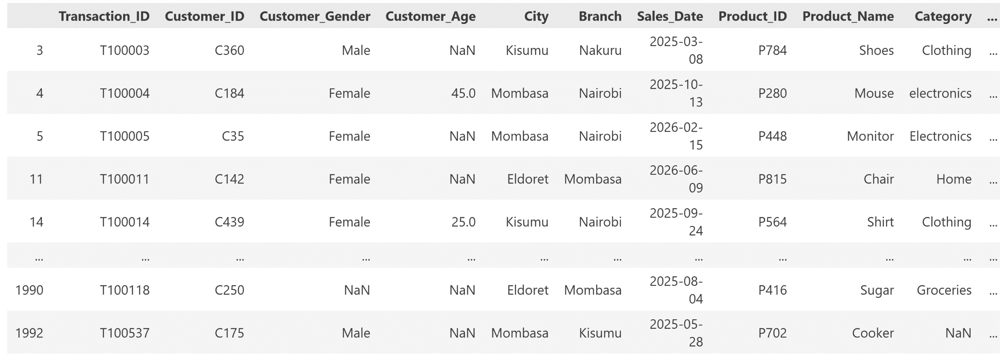 Transaction_ID Customer_ID Customer_Gender Customer_Age City Branch Sales_Date Product_ID Product_Name Category ...
3 T100003 C360 Male NaN Kisumu Nakuru 2025-03-08 P784 Shoes Clothing ...
4 T100004 C184 Female 45.0 Mombasa Nairobi 2025-10-13 P280 Mouse electronics ...
5 T100005 C35 Female NaN Mombasa Nairobi 2026-02-15 P448 Monitor Electronics ...
11 T100011 C142 Female NaN Eldoret Mombasa 2026-06-09 P815 Chair Home ...
14 T100014 C439 Female 25.0 Kisumu Nairobi 2025-09-24 P564 Shirt Clothing ...
... ... ... ... ... ... ... ... ... ... ... ...
1990 T100118 C250 NaN NaN Eldoret Mombasa 2025-08-04 P416 Sugar Groceries ...
1992 T100537 C175 Male NaN Mombasa Kisumu 2025-05-28 P702 Cooker NaN ...